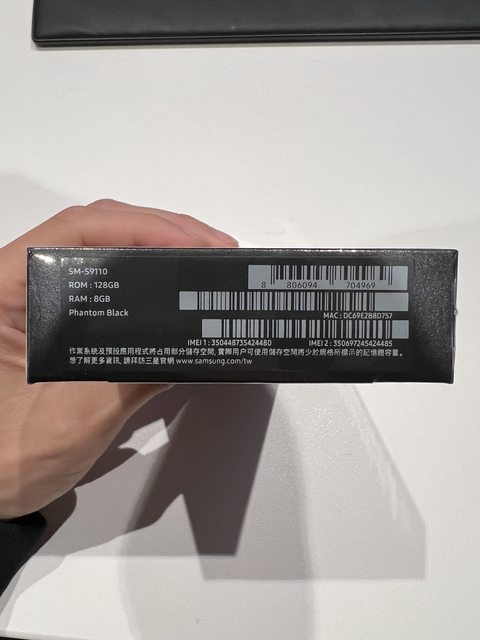 SM-S9110
ROM : 128GB
RAM : 8GB
Phantom Black
8 806094 704969
MAC : DC69E2B8D757
IMEI 1 : 350448735424480 IMEI 2 : 350697245424485
作業系統及預設應用程式將占用部分儲存空間, 實際用戶可使用儲存空間將少於規格所標示的記憶體容量。
想了解更多資訊, 請拜訪三星官網 www.samsung.com/tw